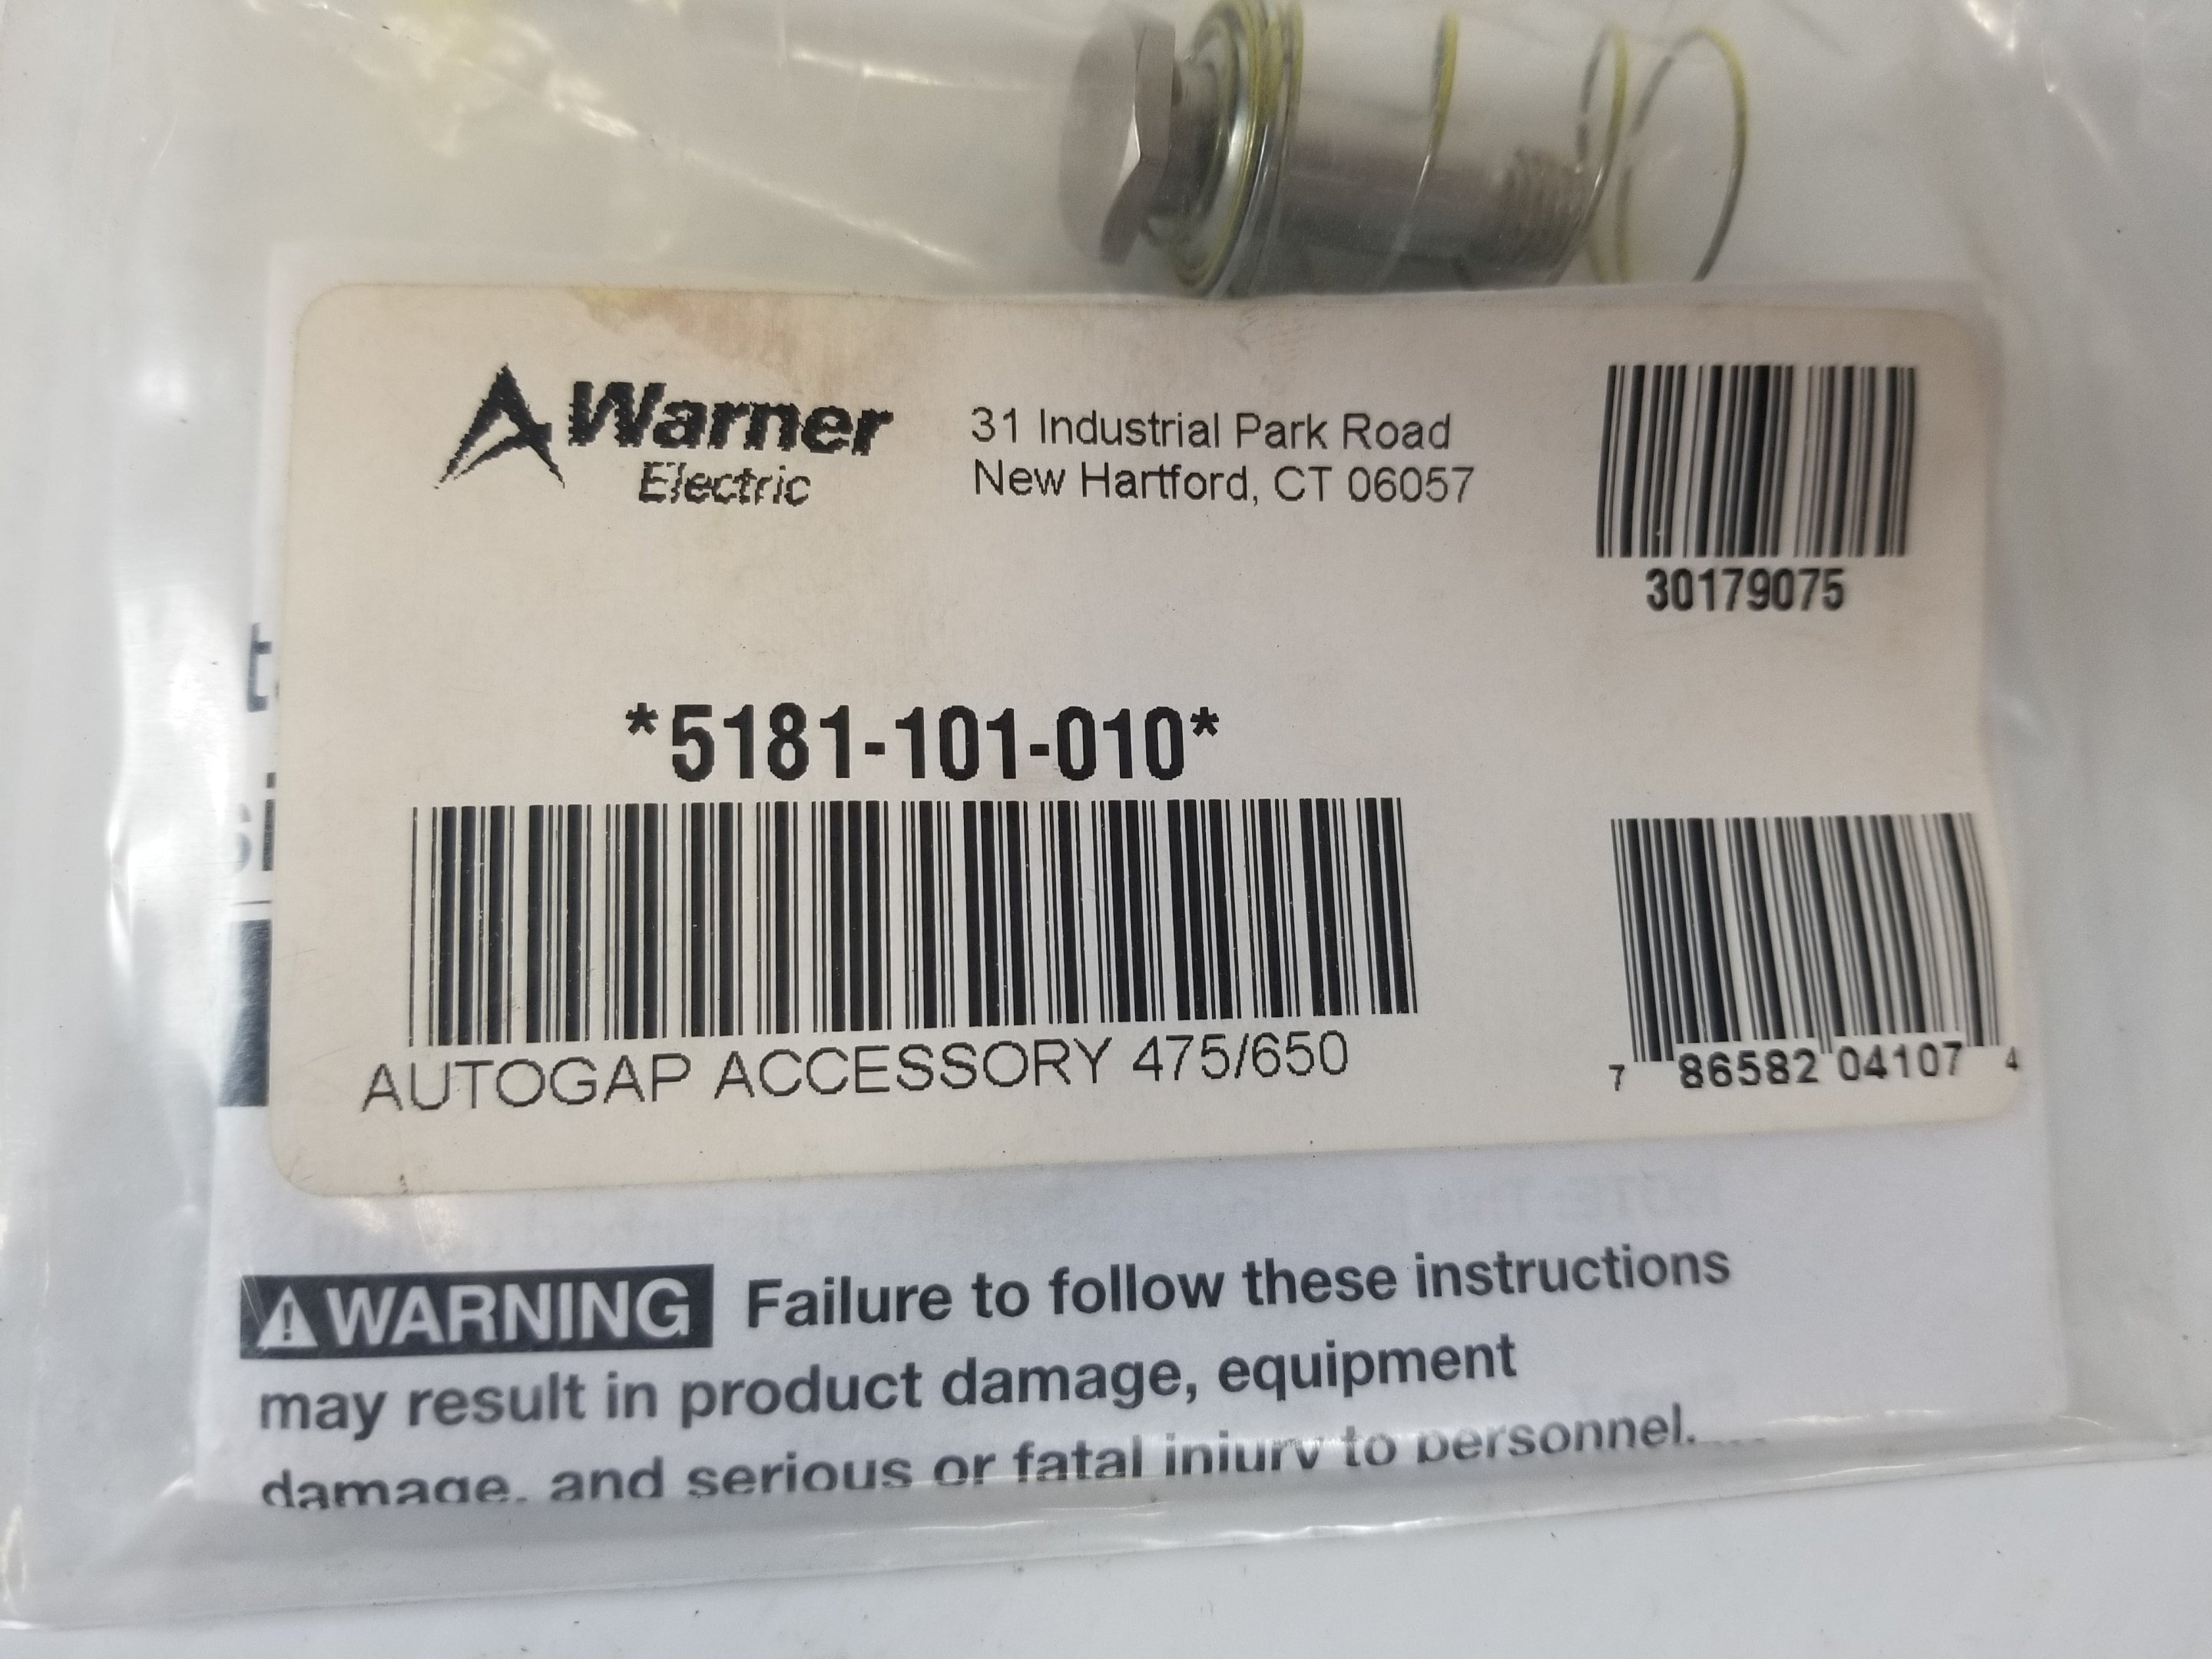 Warner
Electric
31 Industrial Park Road
New Hartford, CT 06057
30179075
*5181-101-010*
AUTOGAP ACCESSORY 475/650
7 86582 04107 4
WARNING Failure to follow these instructions
may result in product damage, equipment
damage, and serious or fatal injury to personnel.